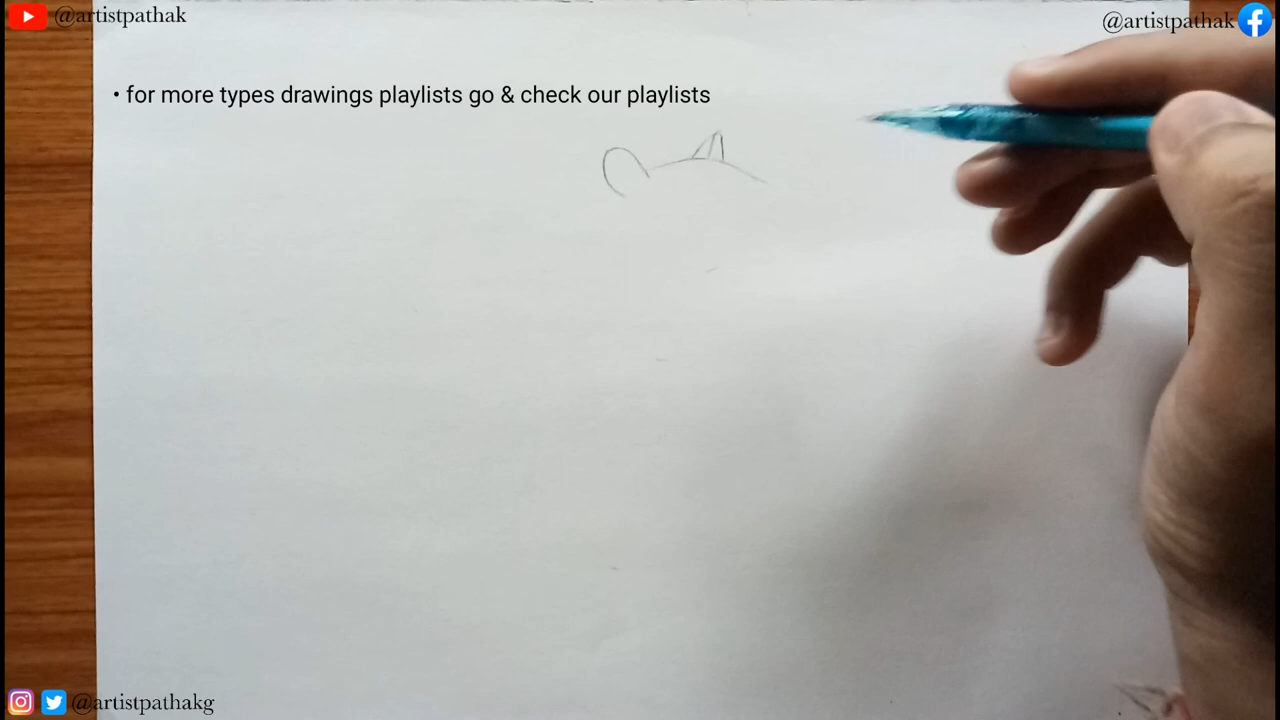 @artistpathak
@artistpathak
• for more types drawings playlists go & check our playlists
@artistpathakg